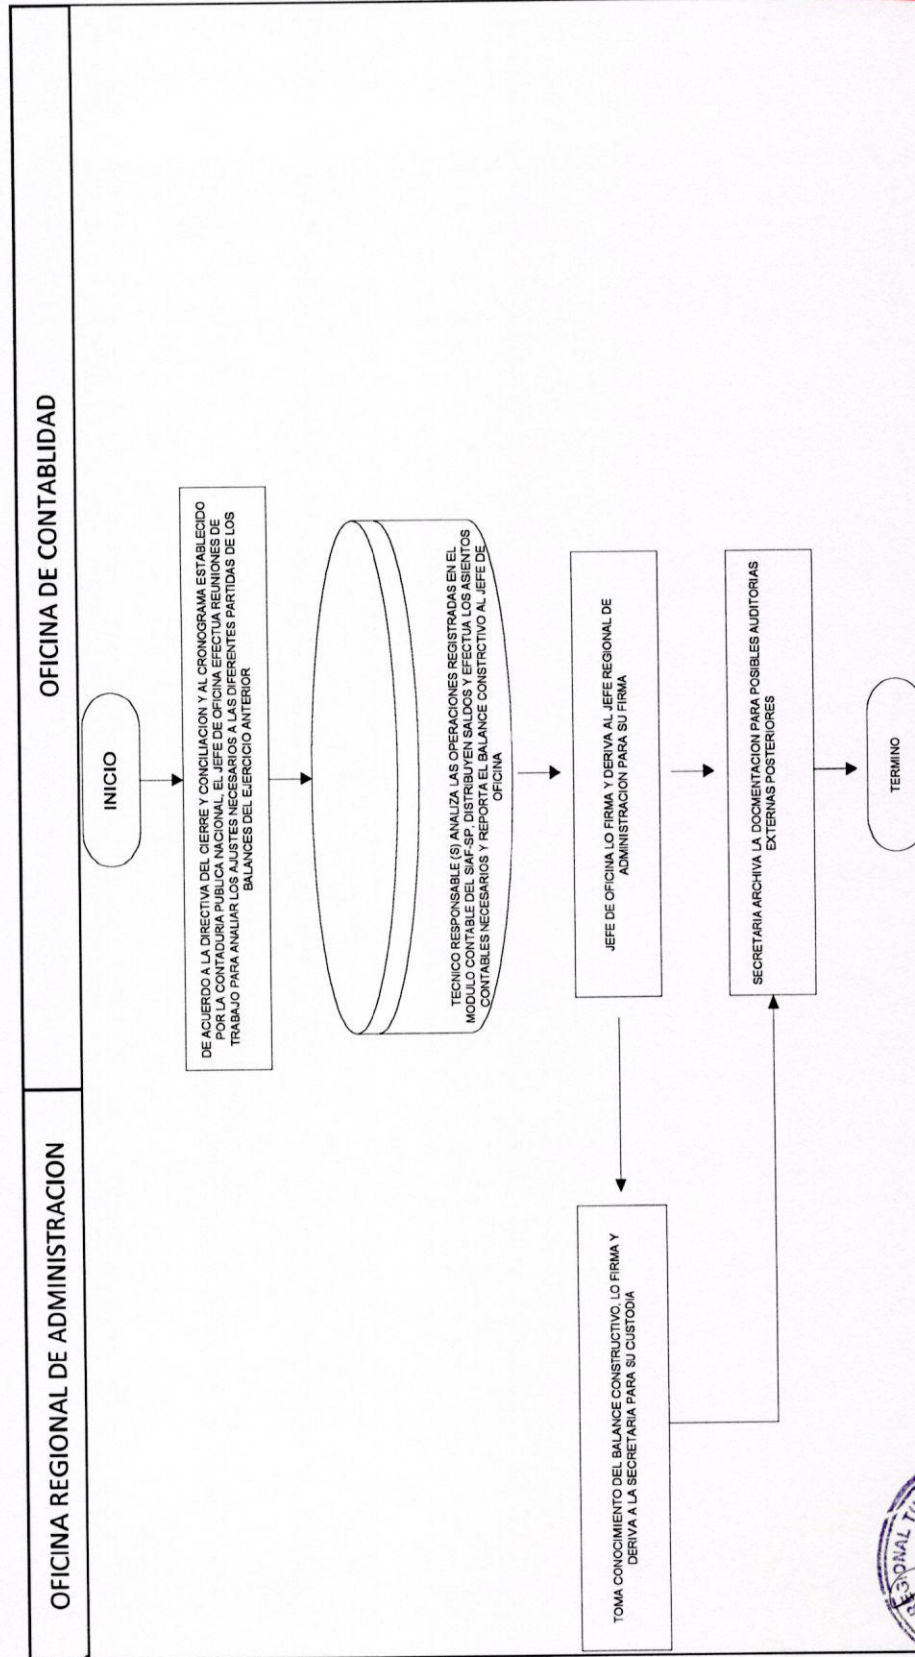 OFICINA REGIONAL DE ADMINISTRACION
OFICINA DE CONTABLIDAD
INICIO
DE ACUERDO A LA DIRECTIVA DEL CIERRE Y CONCILIACION Y AL CRONOGRAMA ESTABLECIDO
POR LA CONTADURIA PUBLICA NACIONAL, EL JEFE DE OFICINA EFECTUA REUNIONES DE
TRABAJO PARA ANALIAR LOS AJUSTES NECESARIOS A LAS DIFERENTES PARTIDAS DE LOS
BALANCES DEL EJERCICIO ANTERIOR
TECNICO RESPONSABLE (S) ANALIZA LAS OPERACIONES REGISTRADAS EN EL
MODULO CONTABLE DEL SIAF-SP, DISTRIBUYEN SALDOS Y EFECTUA LOS ASIENTOS
CONTABLES NECESARIOS Y REPORTA EL BALANCE CONSTRCTIVO AL JEFE DE
OFICINA
JEFE DE OFICINA LO FIRMA Y DERIVA AL JEFE REGIONAL DE
ADMINISTRACION PARA SU FIRMA
TOMA CONOCIMIENTO DEL BALANCE CONSTRUCTIVO, LO FIRMA Y
DERIVA A LA SECRETARIA PARA SU CUSTODIA
SECRETARIA ARCHIVA LA DOCMENTACION PARA POSIBLES AUDITORIAS
EXTERNAS POSTERIORES
TERMINO
REGIONAL